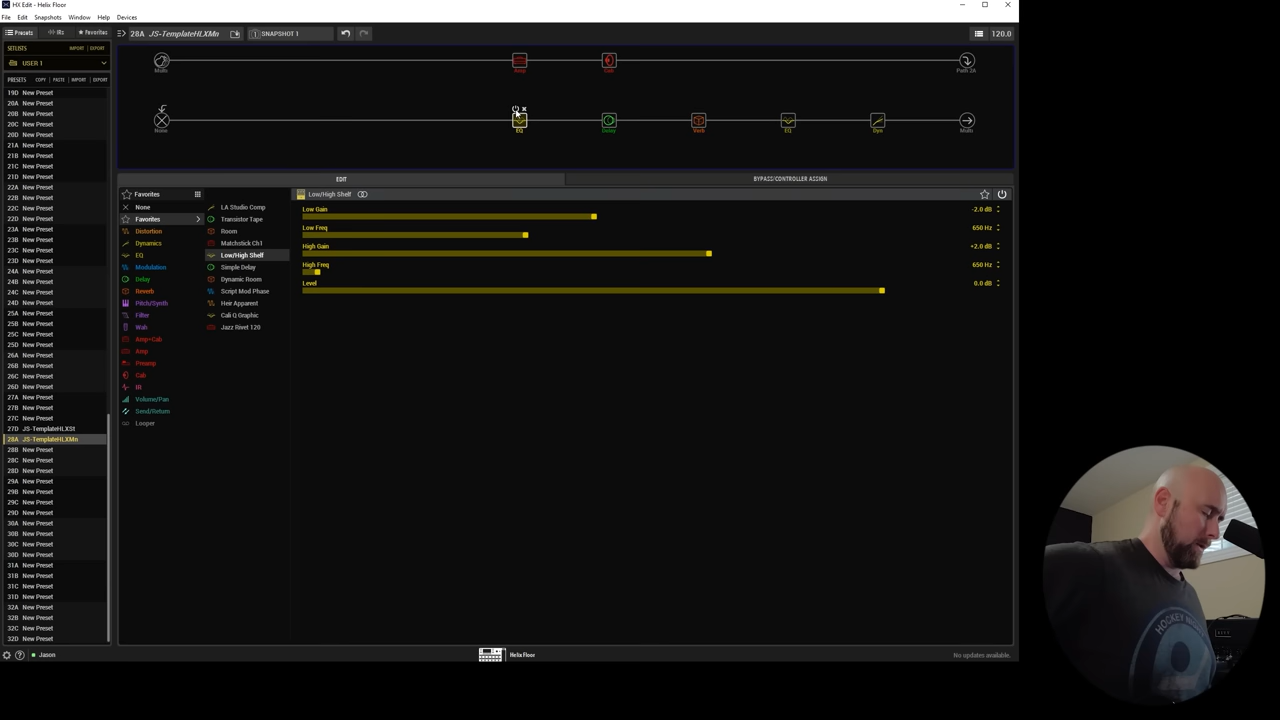 HX Edit - Helix Floor
File Edit Snapshots Window Help Devices
Presets IRs Favorites
28A JS-TemplateHLXMn
SNAPSHOT 1
120.0
SETLISTS IMPORT EXPORT
USER 1
PRESETS COPY PASTE IMPORT EXPORT
19D New Preset
20A New Preset
20B New Preset
20C New Preset
20D New Preset
21A New Preset
21B New Preset
21C New Preset
21D New Preset
22A New Preset
22B New Preset
22C New Preset
22D New Preset
23A New Preset
23B New Preset
23C New Preset
23D New Preset
24A New Preset
24B New Preset
24C New Preset
24D New Preset
25A New Preset
25B New Preset
25C New Preset
25D New Preset
26A New Preset
26B New Preset
26C New Preset
26D New Preset
27A New Preset
27B New Preset
27C New Preset
27D JS-TemplateHLXSt
28A JS-TemplateHLXMn
28B New Preset
28C New Preset
28D New Preset
29A New Preset
29B New Preset
29C New Preset
29D New Preset
30A New Preset
30B New Preset
30C New Preset
30D New Preset
31A New Preset
31B New Preset
31C New Preset
31D New Preset
32A New Preset
32B New Preset
32C New Preset
32D New Preset
Multi Amp Cab Path 2A
None EQ Delay Verb EQ Dyn Multi
EDIT
BYPASS/CONTROLLER ASSIGN
Favorites
None
Favorites
Distortion
Dynamics
EQ
Modulation
Delay
Reverb
Pitch/Synth
Filter
Wah
Amp+Cab
Amp
Preamp
Cab
IR
Volume/Pan
Send/Return
Looper
LA Studio Comp
Transistor Tape
Room
Matchstick Ch1
Low/High Shelf
Simple Delay
Dynamic Room
Script Mod Phase
Heir Apparent
Cali Q Graphic
Jazz Rivet 120
Low/High Shelf
Low Gain -2.0 dB
Low Freq 650 Hz
High Gain +2.0 dB
High Freq 650 Hz
Level 0.0 dB
Jason
Helix Floor
No updates available.
HOCKEY